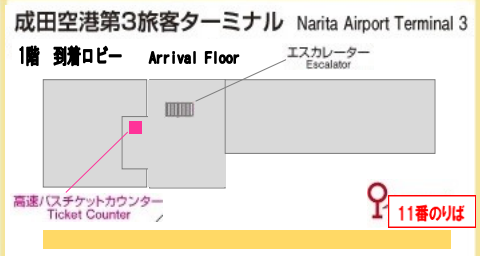 成田空港第3旅客ターミナル Narita Airport Terminal 3
1階 到着ロビー Arrival Floor
エスカレーター
Escalator
高速バスチケットカウンター
Ticket Counter
11番のりば